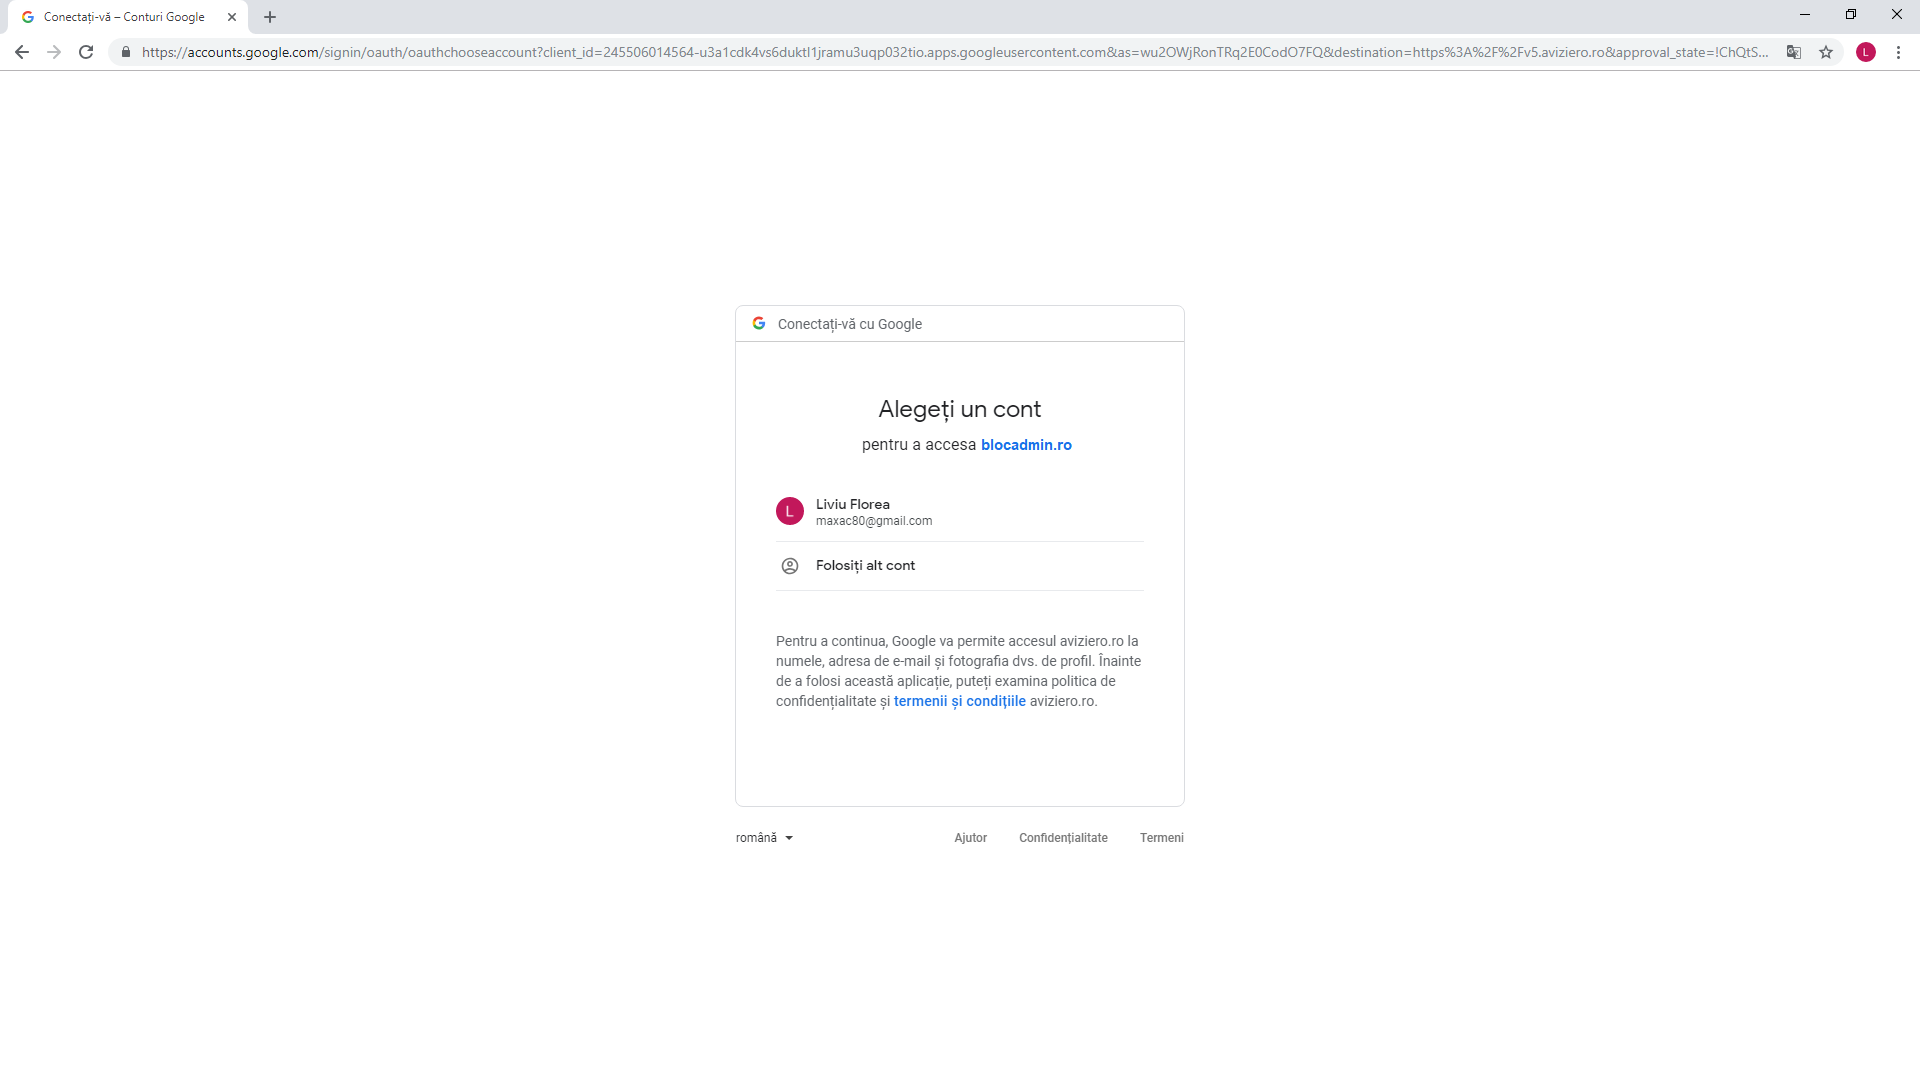 Conectați-vă – Conturi Google
https://accounts.google.com/signin/oauth/oauthchooseaccount?client_id=245506014564-u3a1cdk4vs6duktl1jramu3uqp032tio.apps.googleusercontent.com&as=wu2OWjRonTRq2E0CodO7FQ&destination=https%3A%2F%2Fv5.aviziero.ro&approval_state=!ChQtS...
L
Conectați-vă cu Google
Alegeți un cont
pentru a accesa blocadmin.ro
L
Liviu Florea
maxac80@gmail.com
Folosiți alt cont
Pentru a continua, Google va permite accesul aviziero.ro la
numele, adresa de e-mail și fotografia dvs. de profil. Înainte
de a folosi această aplicație, puteți examina politica de
confidențialitate și termenii și condițiile aviziero.ro.
română
Ajutor
Confidențialitate
Termeni